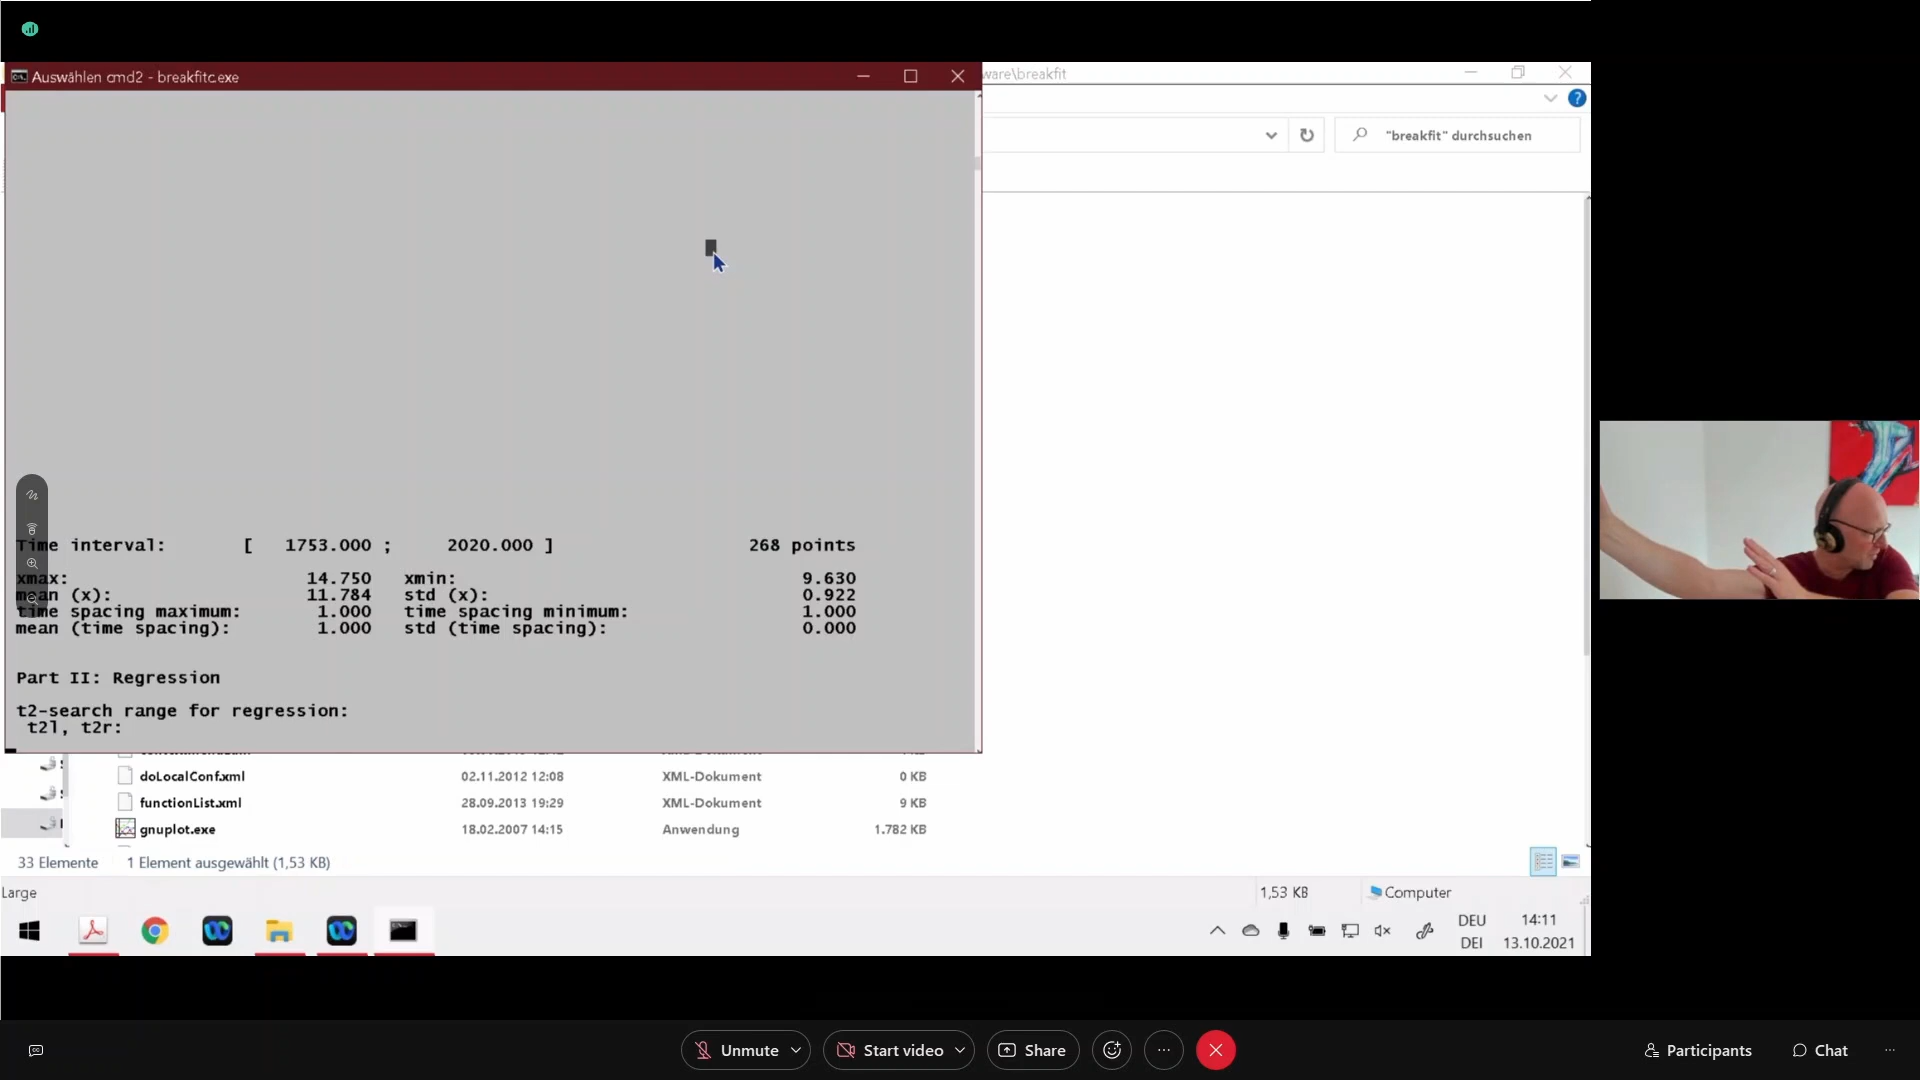 Auswählen cmd2 - breakfitc.exe
ware\breakfit
"breakfit" durchsuchen
Time interval: [ 1753.000 ; 2020.000 ] 268 points
xmax: 14.750 xmin: 9.630
mean (x): 11.784 std (x): 0.922
time spacing maximum: 1.000 time spacing minimum: 1.000
mean (time spacing): 1.000 std (time spacing): 0.000
Part II: Regression
t2-search range for regression:
t2l, t2r:
doLocalConf.xml 02.11.2012 12:08 XML-Dokument 0 KB
functionList.xml 28.09.2013 19:29 XML-Dokument 9 KB
gnuplot.exe 18.02.2007 14:15 Anwendung 1.782 KB
33 Elemente 1 Element ausgewählt (1,53 KB)
Large 1,53 KB Computer
DEU 14:11
DEI 13.10.2021
Unmute Start video Share Participants Chat